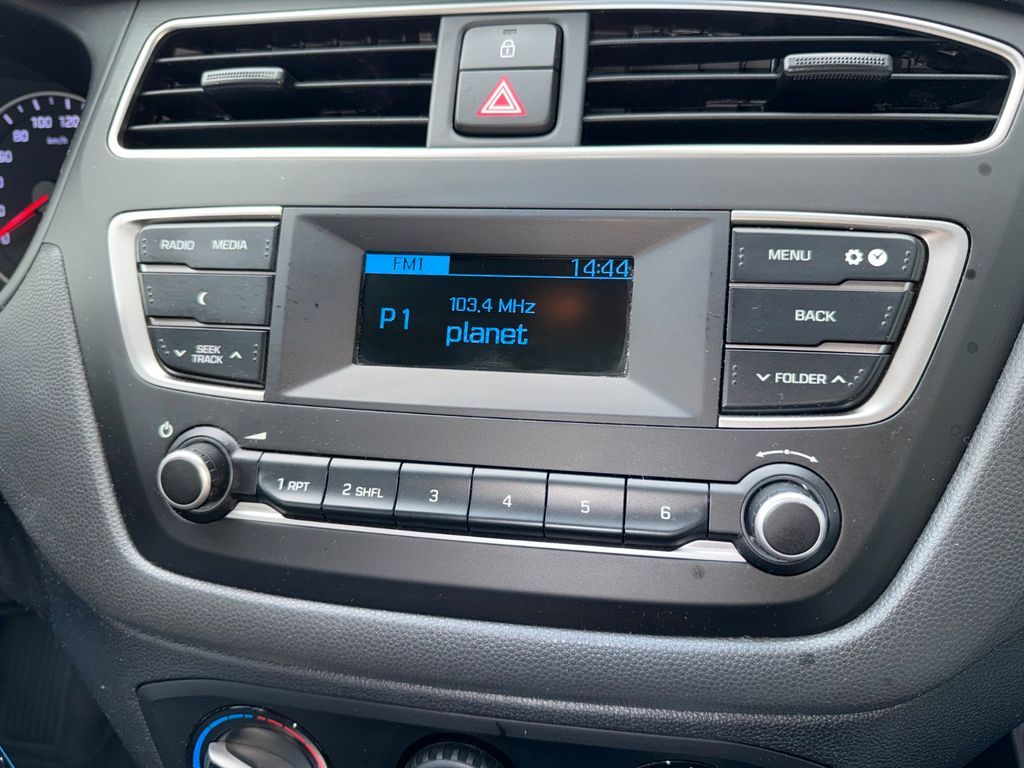 80 100 120
km/h
RADIO MEDIA
SEEK
TRACK
FM1 14:44
103.4 MHz
P1
planet
MENU
BACK
FOLDER
1 RPT
2 SHFL
3
4
5
6